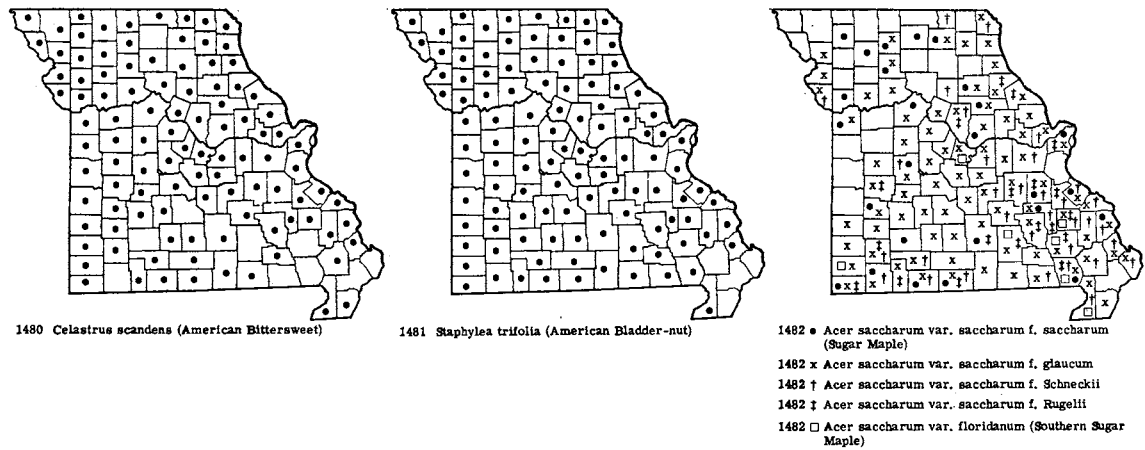 1480 Celastrus scandens (American Bittersweet)
1481 Staphylea trifolia (American Bladder-nut)
1482 ● Acer saccharum var. saccharum f. saccharum
(Sugar Maple)
1482 x Acer saccharum var. saccharum f. glaucum
1482 † Acer saccharum var. saccharum f. Schneckii
1482 ‡ Acer saccharum var. saccharum f. Rugelii
1482 □ Acer saccharum var. floridanum (Southern Sugar
Maple)